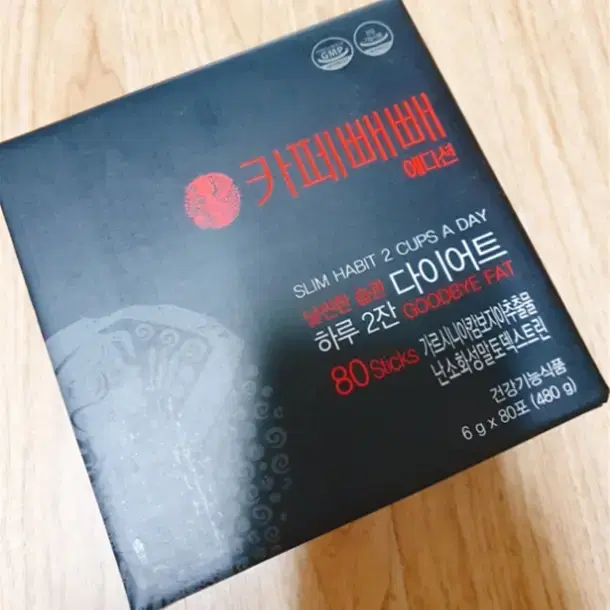 GMP
카페빼빼
에디션
SLIM HABIT 2 CUPS A DAY
날씬한 습관
하루 2잔 다이어트
GOODBYE FAT
80 Sticks
가르시니아캄보지아추출물
난소화성말토덱스트린
건강기능식품
6 g x 80포 (480 g)